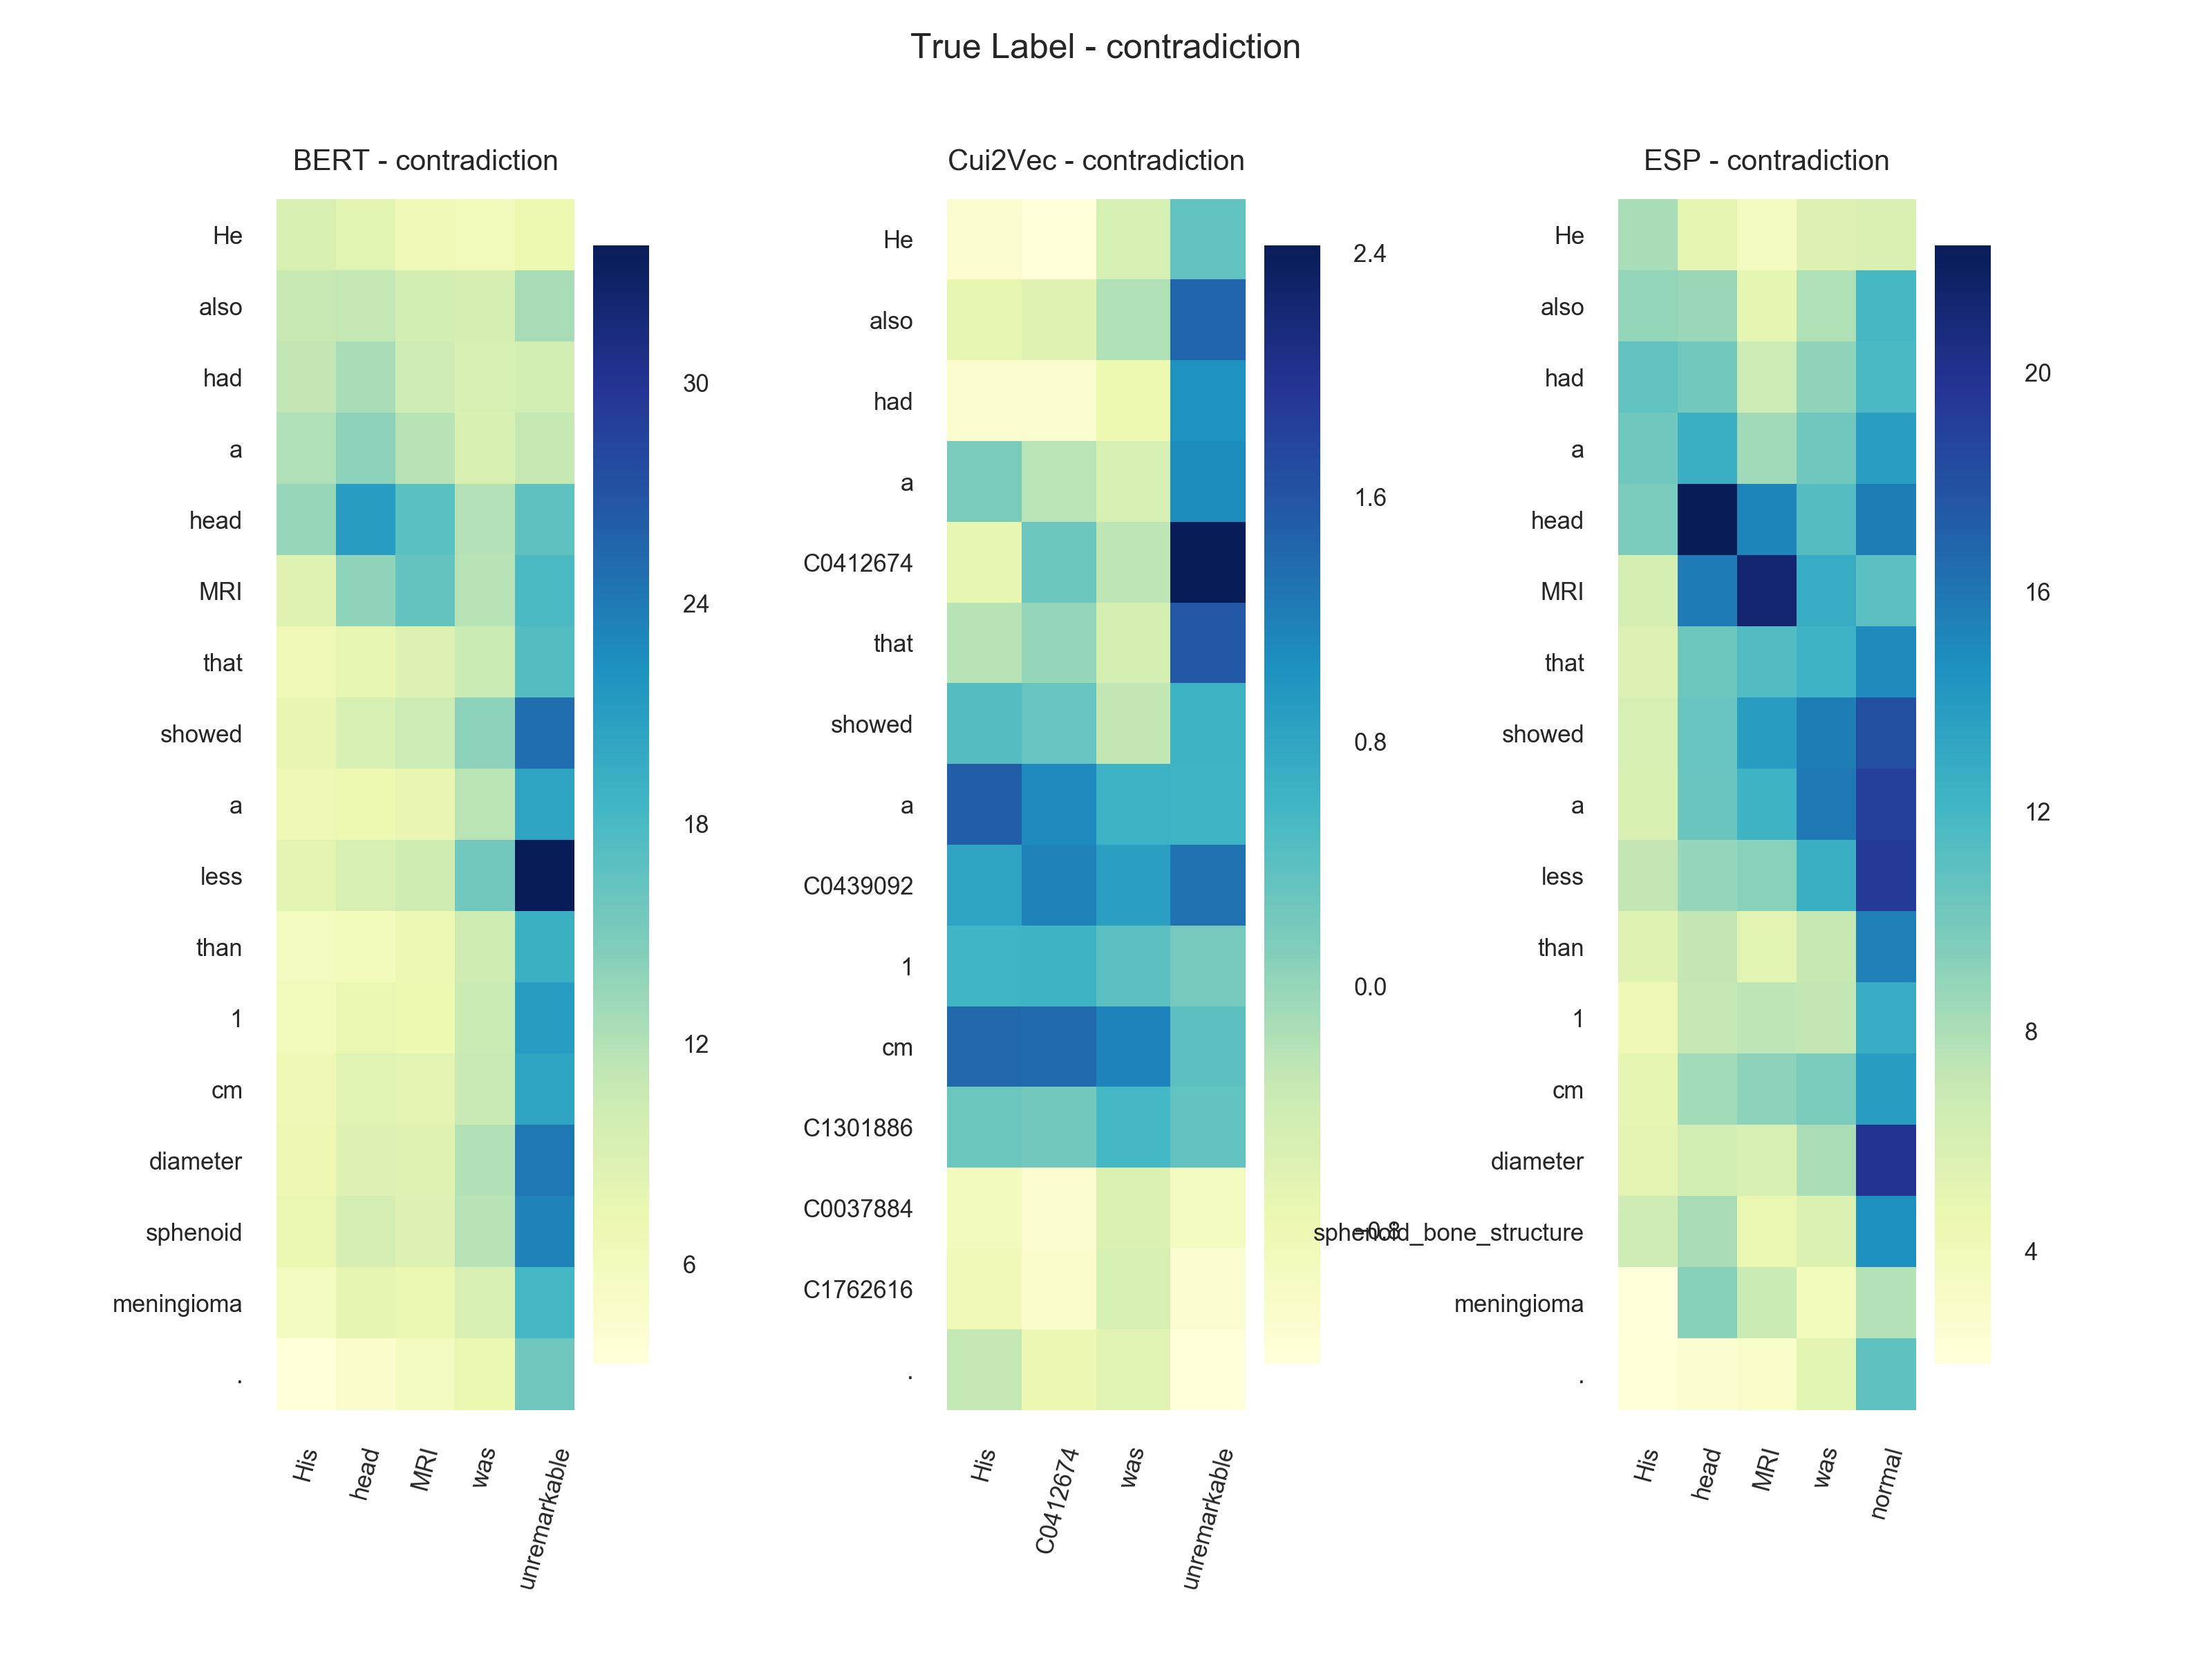 True Label - contradiction
BERT - contradiction
He
also
had
a
head
MRI
that
showed
a
less
than
1
cm
diameter
sphenoid
meningioma
.
His
head
MRI
was
unremarkable
30
24
18
12
6
Cui2Vec - contradiction
He
also
had
a
C0412674
that
showed
a
C0439092
1
cm
C1301886
C0037884
C1762616
.
His
C0412674
was
unremarkable
2.4
1.6
0.8
0.0
−0.8
ESP - contradiction
He
also
had
a
head
MRI
that
showed
a
less
than
1
cm
diameter
sphenoid_bone_structure
meningioma
.
His
head
MRI
was
normal
20
16
12
8
4